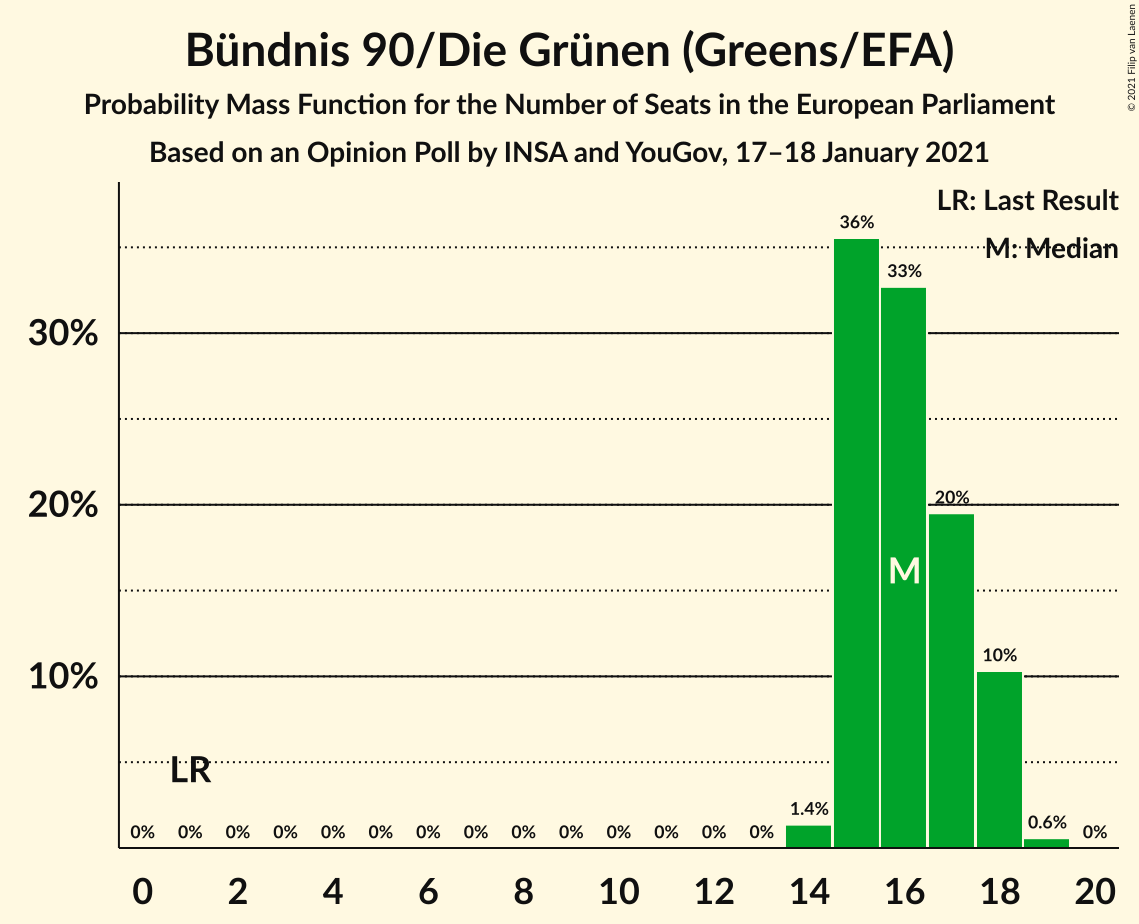 Bündnis 90/Die Grünen (Greens/EFA)
Probability Mass Function for the Number of Seats in the European Parliament
Based on an Opinion Poll by INSA and YouGov, 17–18 January 2021
© 2021 Filip van Laenen
LR: Last Result
M: Median
36%
33%
30%
20%
20%
M
10%
10%
LR
1.4%
0.6%
0% 0% 0% 0% 0% 0% 0% 0% 0% 0% 0% 0% 0% 0% 0%
0 2 4 6 8 10 12 14 16 18 20